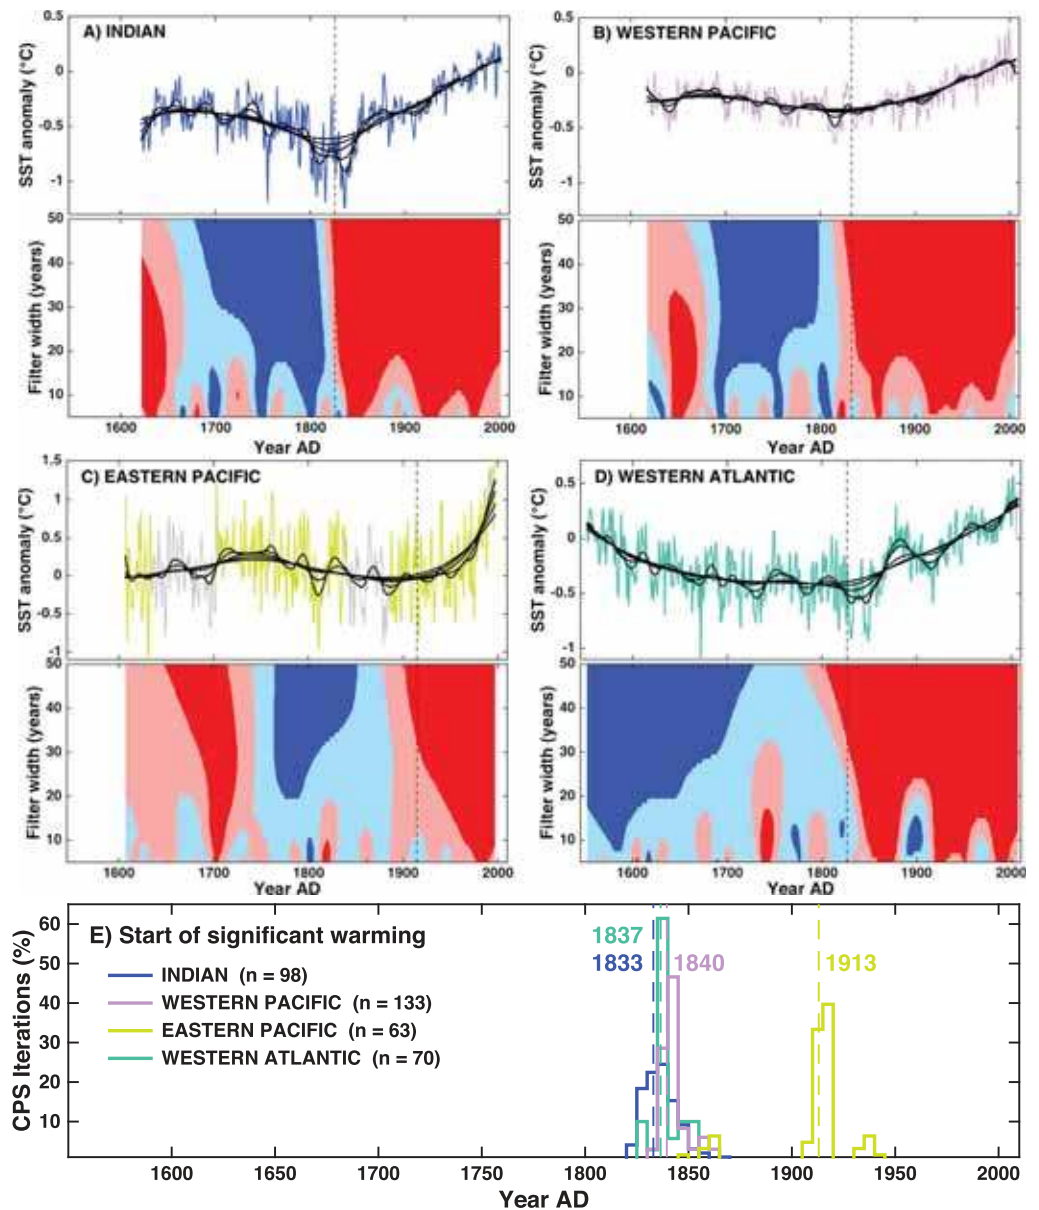 A) INDIAN
SST anomaly (°C)
0.5
0
-0.5
-1
Filter width (years)
50
40
30
20
10
1600 1700 1800 1900 2000
Year AD
B) WESTERN PACIFIC
SST anomaly (°C)
0.5
0
-0.5
-1
Filter width (years)
50
40
30
20
10
1600 1700 1800 1900 2000
Year AD
C) EASTERN PACIFIC
SST anomaly (°C)
1.5
1
0.5
0
-0.5
-1
Filter width (years)
50
40
30
20
10
1600 1700 1800 1900 2000
Year AD
D) WESTERN ATLANTIC
SST anomaly (°C)
0.5
0
-0.5
-1
Filter width (years)
50
40
30
20
10
1600 1700 1800 1900 2000
Year AD
E) Start of significant warming
INDIAN (n = 98)
WESTERN PACIFIC (n = 133)
EASTERN PACIFIC (n = 63)
WESTERN ATLANTIC (n = 70)
1837
1833 1840 1913
CPS Iterations (%)
60
50
40
30
20
10
1600 1650 1700 1750 1800 1850 1900 1950 2000
Year AD